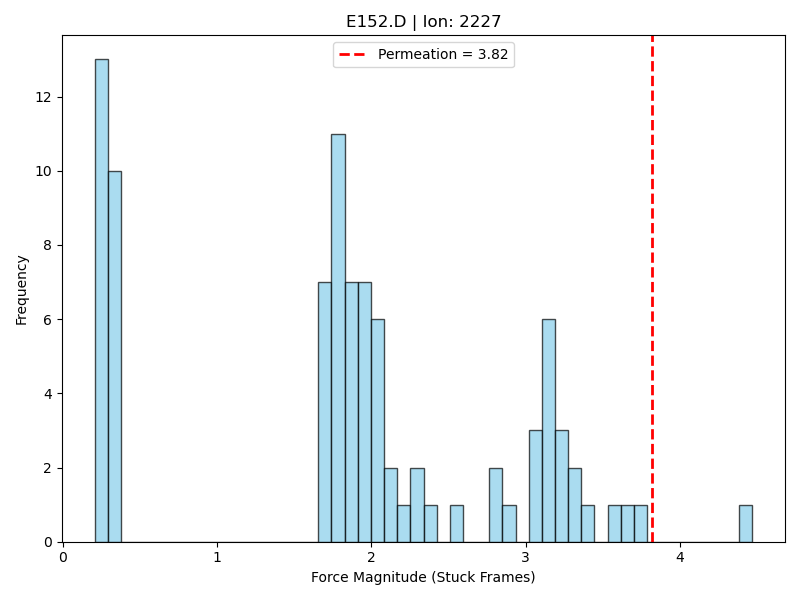 E152.D | Ion: 2227
Permeation = 3.82
Frequency
12
10
8
6
4
2
0
0 1 2 3 4
Force Magnitude (Stuck Frames)